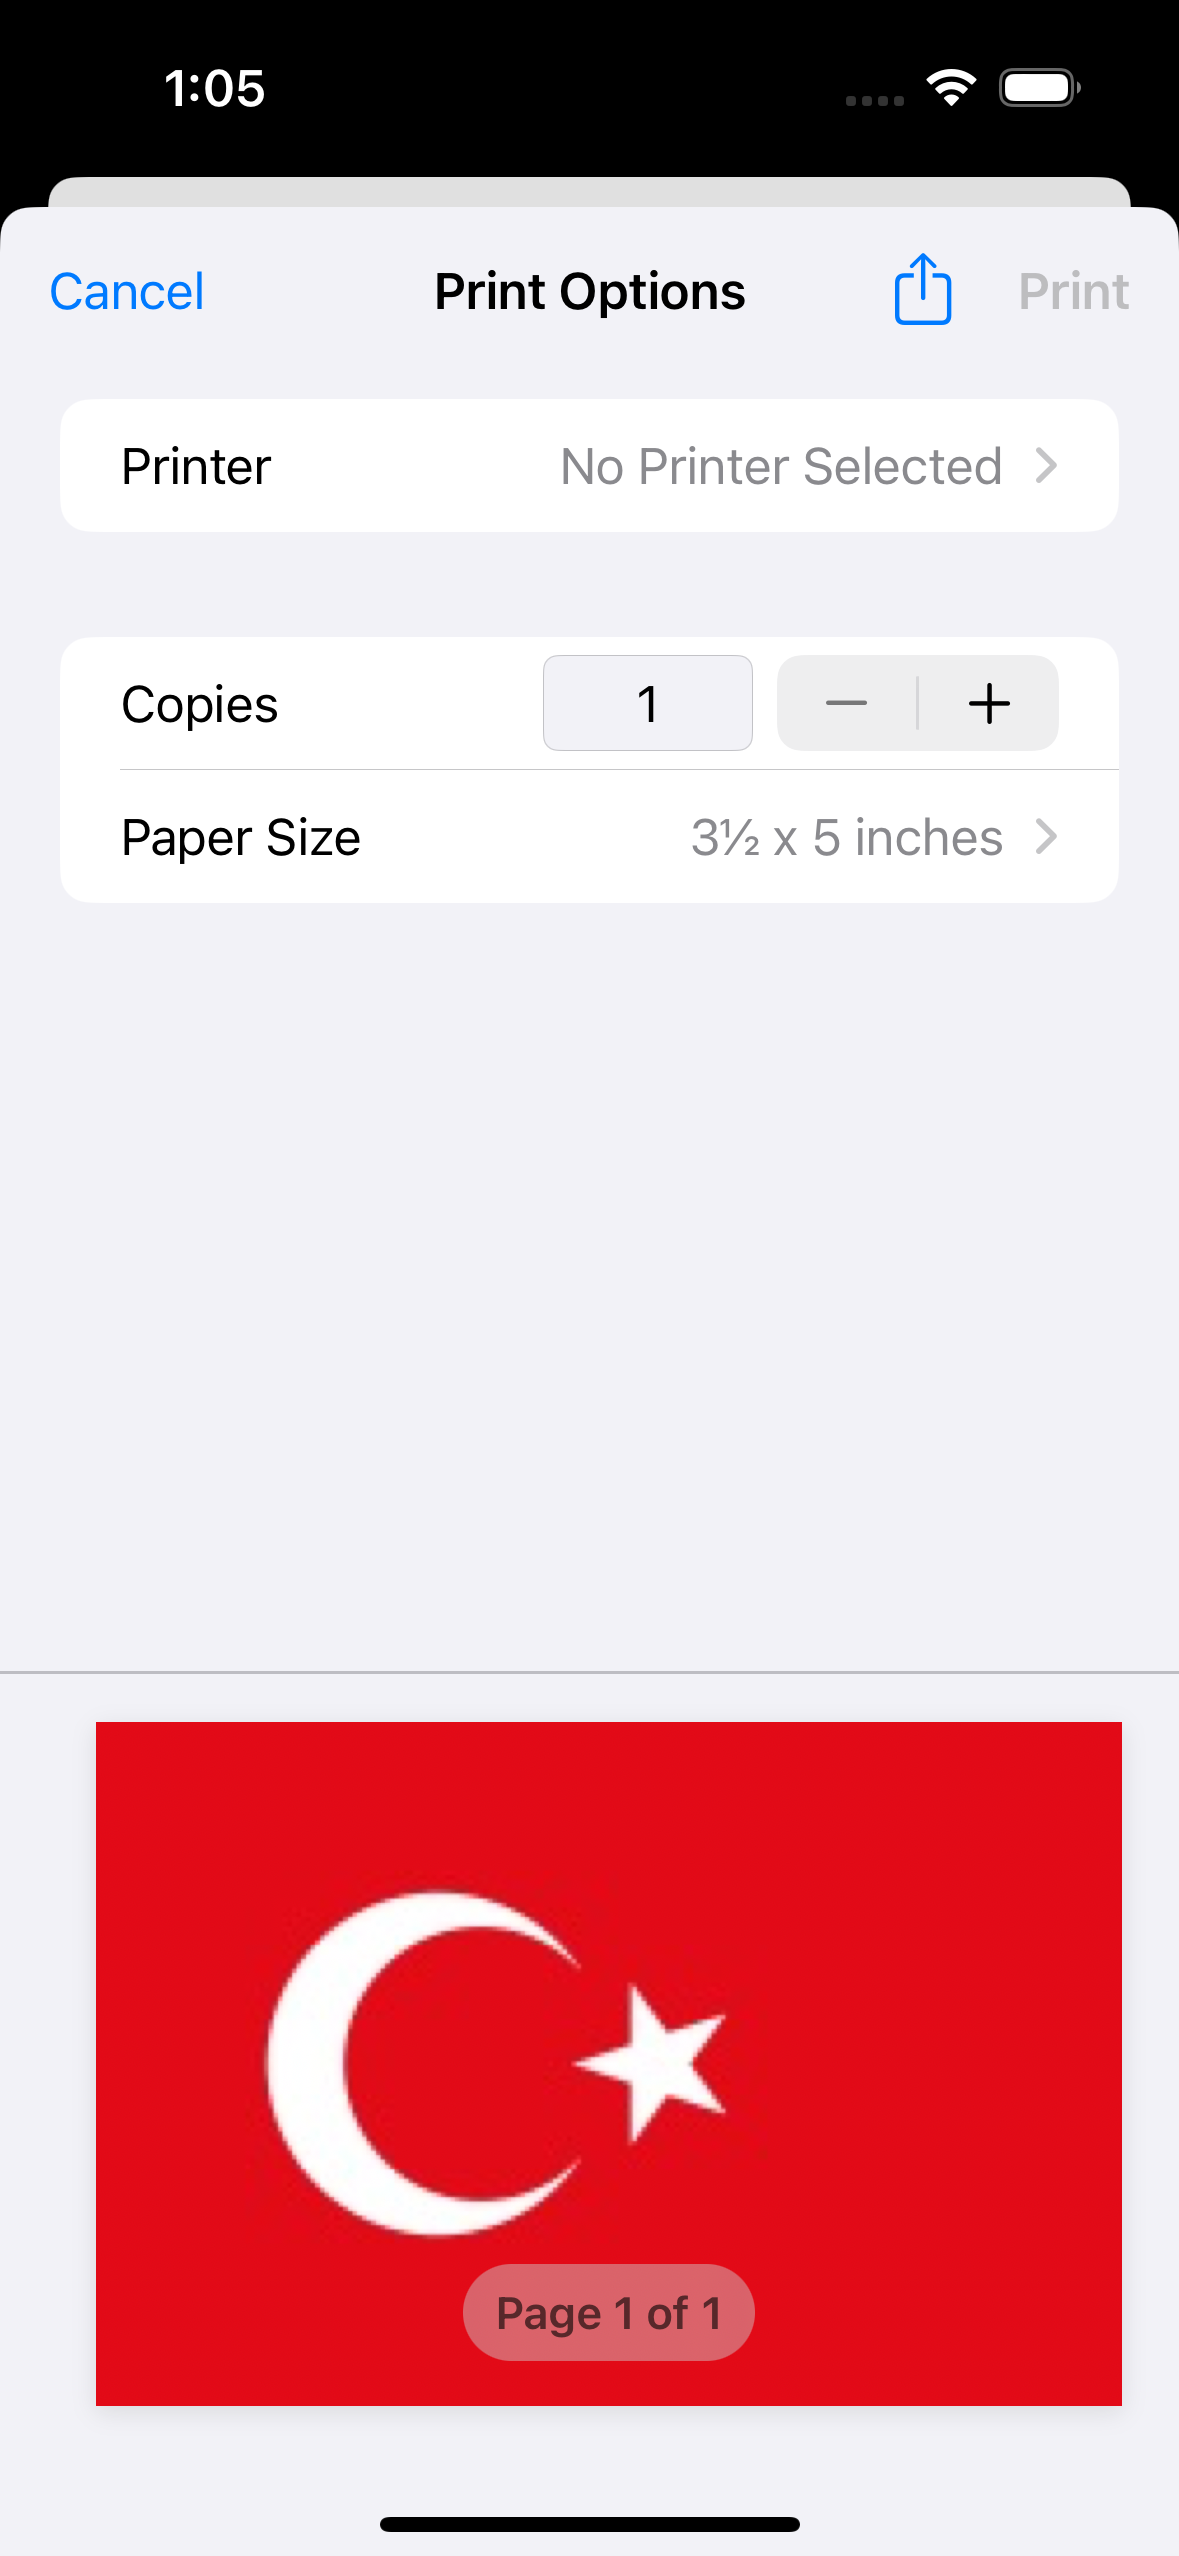 1:05
Cancel Print Options Print
Printer No Printer Selected
Copies 1
Paper Size 3½ x 5 inches
Page 1 of 1